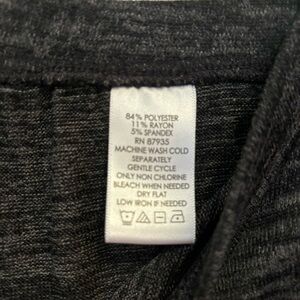 84% POLYESTER
11% RAYON
5% SPANDEX
RN 87935
MACHINE WASH COLD
SEPARATELY
GENTLE CYCLE
ONLY NON CHLORINE
BLEACH WHEN NEEDED
DRY FLAT
LOW IRON IF NEEDED